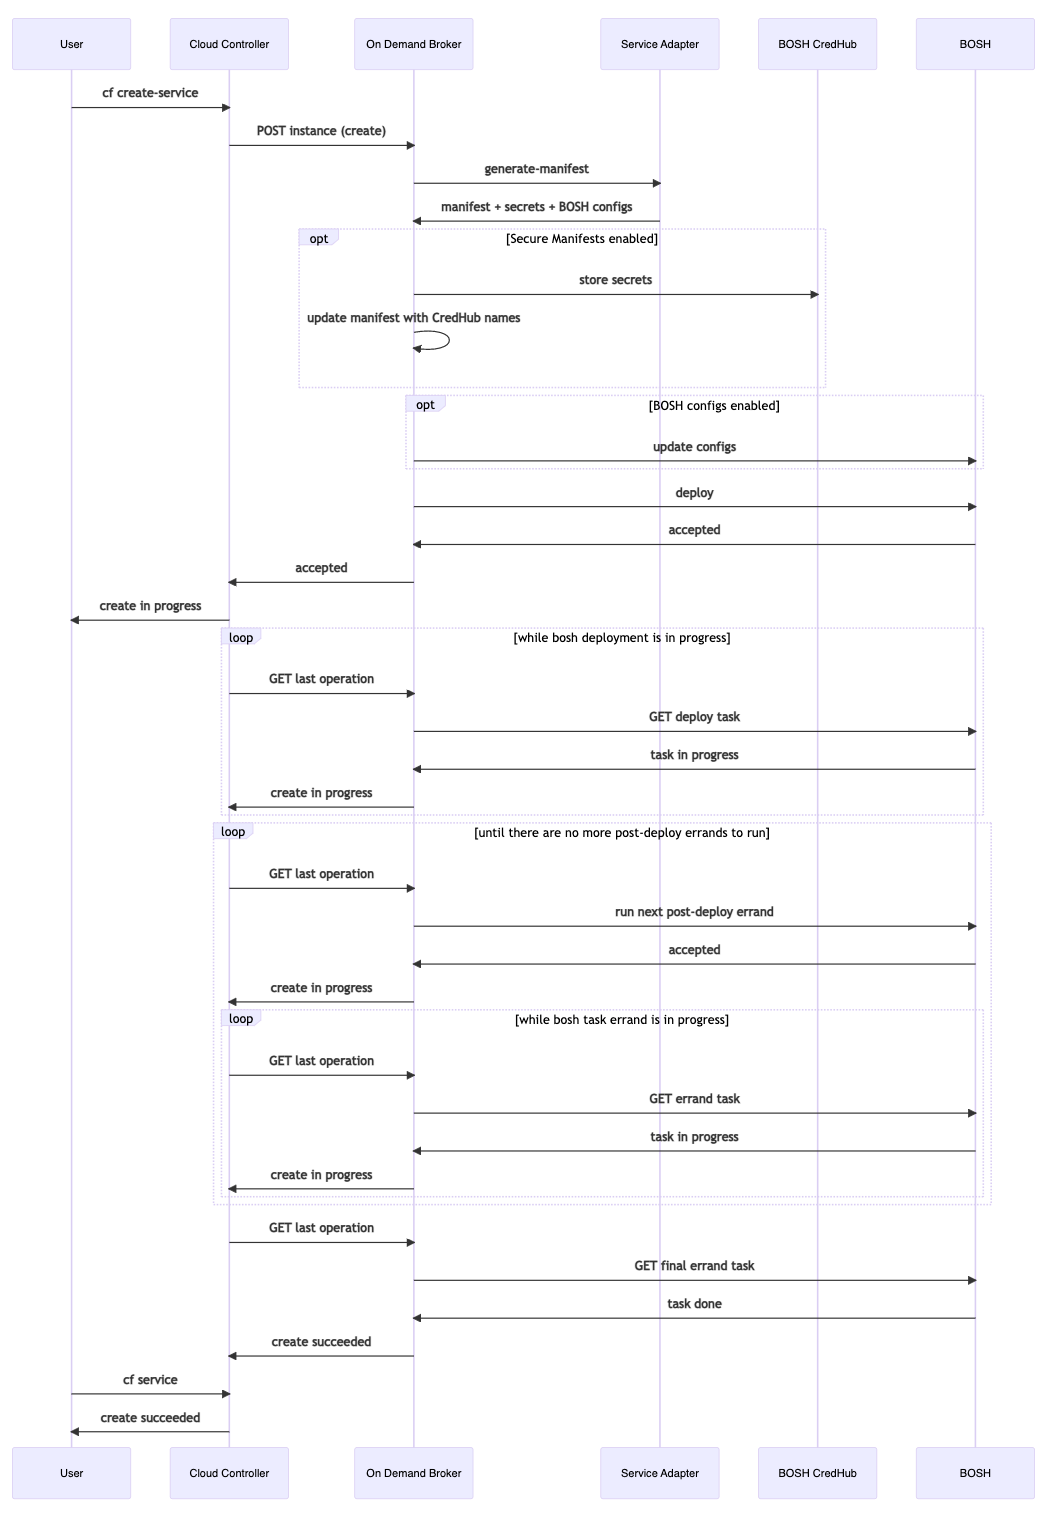 User
Cloud Controller
On Demand Broker
Service Adapter
BOSH CredHub
BOSH
cf create-service
POST instance (create)
generate-manifest
manifest + secrets + BOSH configs
opt
[Secure Manifests enabled]
store secrets
update manifest with CredHub names
opt
[BOSH configs enabled]
update configs
deploy
accepted
accepted
create in progress
loop
[while bosh deployment is in progress]
GET last operation
GET deploy task
task in progress
create in progress
loop
[until there are no more post-deploy errands to run]
GET last operation
run next post-deploy errand
accepted
create in progress
loop
[while bosh task errand is in progress]
GET last operation
GET errand task
task in progress
create in progress
GET last operation
GET final errand task
task done
create succeeded
cf service
create succeeded
User
Cloud Controller
On Demand Broker
Service Adapter
BOSH CredHub
BOSH